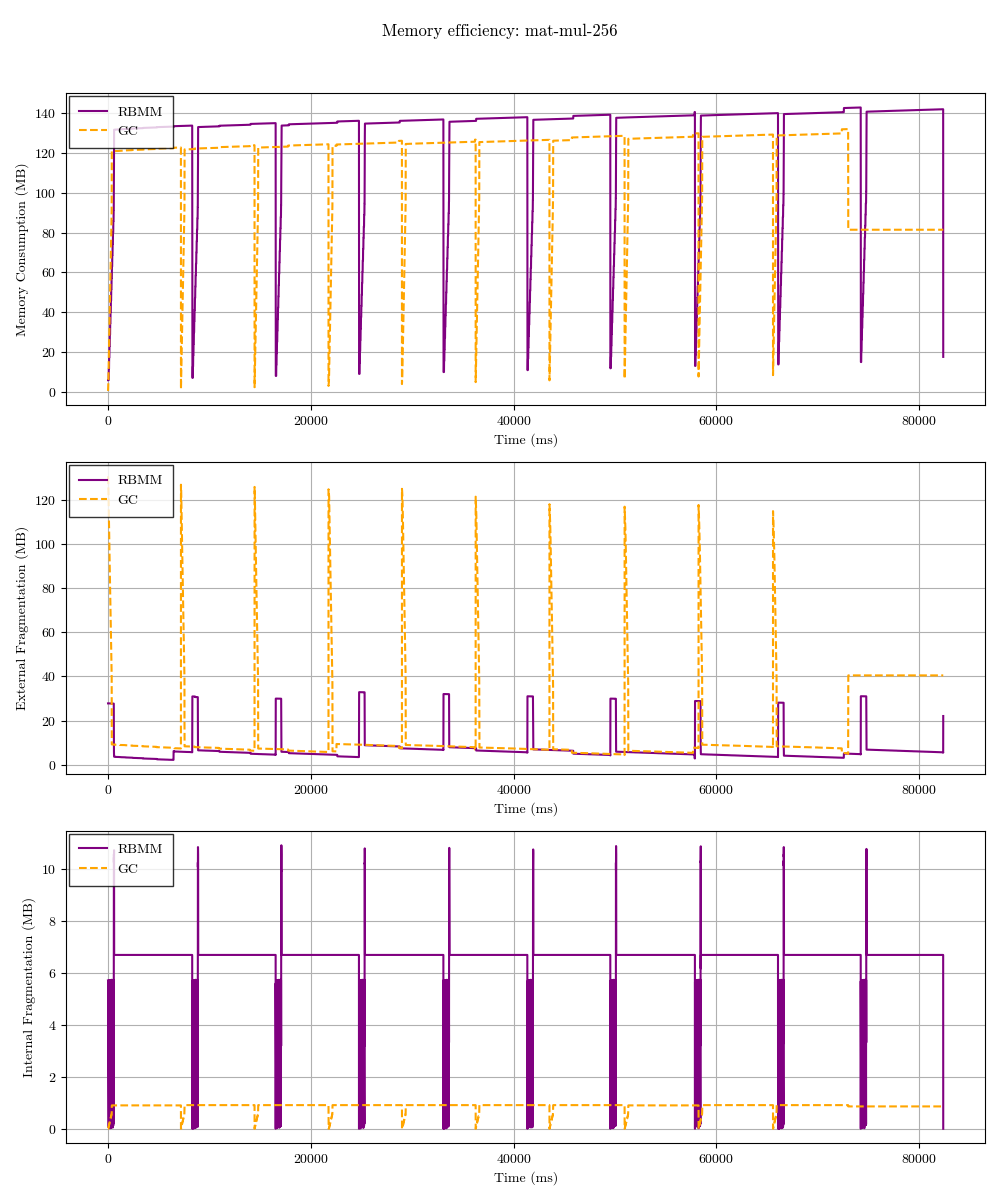 Memory efficiency: mat-mul-256
RBMM
GC
140
120
100
80
60
40
20
0
Memory Consumption (MB)
0 20000 40000 60000 80000
Time (ms)
RBMM
GC
120
100
80
60
40
20
0
External Fragmentation (MB)
0 20000 40000 60000 80000
Time (ms)
RBMM
GC
10
8
6
4
2
0
Internal Fragmentation (MB)
0 20000 40000 60000 80000
Time (ms)